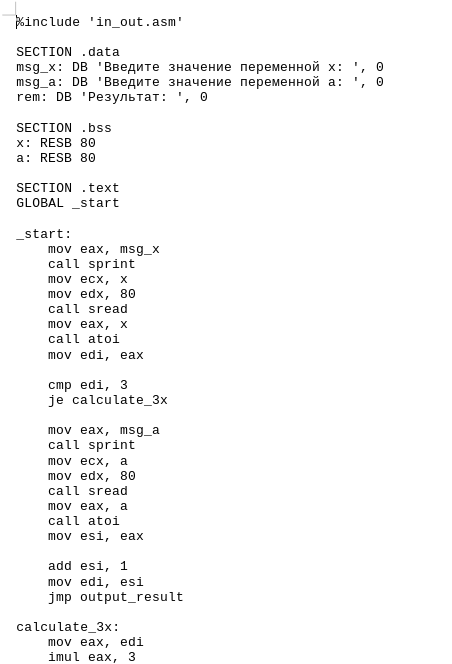 %include 'in_out.asm'
SECTION .data
msg_x: DB 'Введите значение переменной x: ', 0
msg_a: DB 'Введите значение переменной a: ', 0
rem: DB 'Результат: ', 0
SECTION .bss
x: RESB 80
a: RESB 80
SECTION .text
GLOBAL _start
_start:
    mov eax, msg_x
    call sprint
    mov ecx, x
    mov edx, 80
    call sread
    mov eax, x
    call atoi
    mov edi, eax
    cmp edi, 3
    je calculate_3x
    mov eax, msg_a
    call sprint
    mov ecx, a
    mov edx, 80
    call sread
    mov eax, a
    call atoi
    mov esi, eax
    add esi, 1
    mov edi, esi
    jmp output_result
calculate_3x:
    mov eax, edi
    imul eax, 3